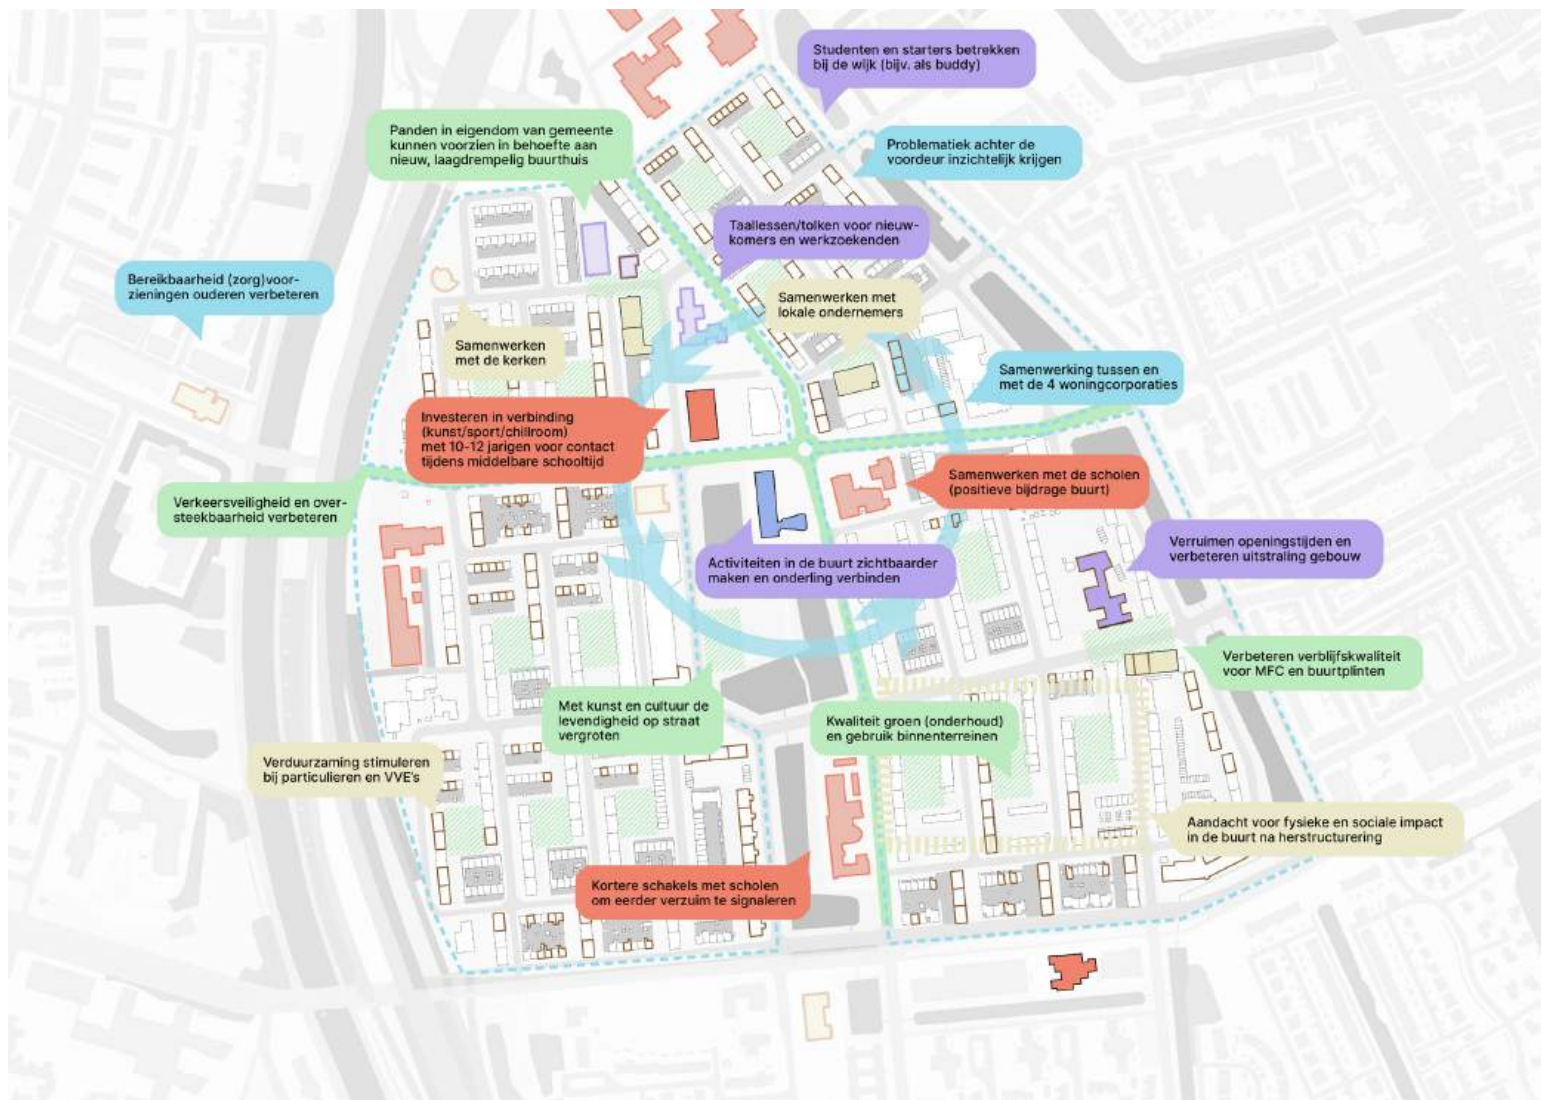 Studenten en starters betrekken
bij de wijk (bijv. als buddy)
Panden in eigendom van gemeente
kunnen voorzien in behoefte aan
nieuw, laagdrempelig buurthuis
Problematiek achter de
voordeur inzichtelijk krijgen
Taallessen/tolken voor nieuw-
komers en werkzoekenden
Bereikbaarheid (zorg)voor-
zieningen ouderen verbeteren
Samenwerken met
lokale ondernemers
Samenwerken
met de kerken
Samenwerking tussen en
met de 4 woningcorporaties
Investeren in verbinding
(kunst/sport/chillroom)
met 10-12 jarigen voor contact
tijdens middelbare schooltijd
Samenwerken met de scholen
(positieve bijdrage buurt)
Verkeersveiligheid en over-
steekbaarheid verbeteren
Verruimen openingstijden en
verbeteren uitstraling gebouw
Activiteiten in de buurt zichtbaarder
maken en onderling verbinden
Verbeteren verblijfskwaliteit
voor MFC en buurtplinten
Met kunst en cultuur de
levendigheid op straat
vergroten
Kwaliteit groen (onderhoud)
en gebruik binnenterreinen
Verduurzaming stimuleren
bij particulieren en VVE's
Aandacht voor fysieke en sociale impact
in de buurt na herstructurering
Kortere schakels met scholen
om eerder verzuim te signaleren